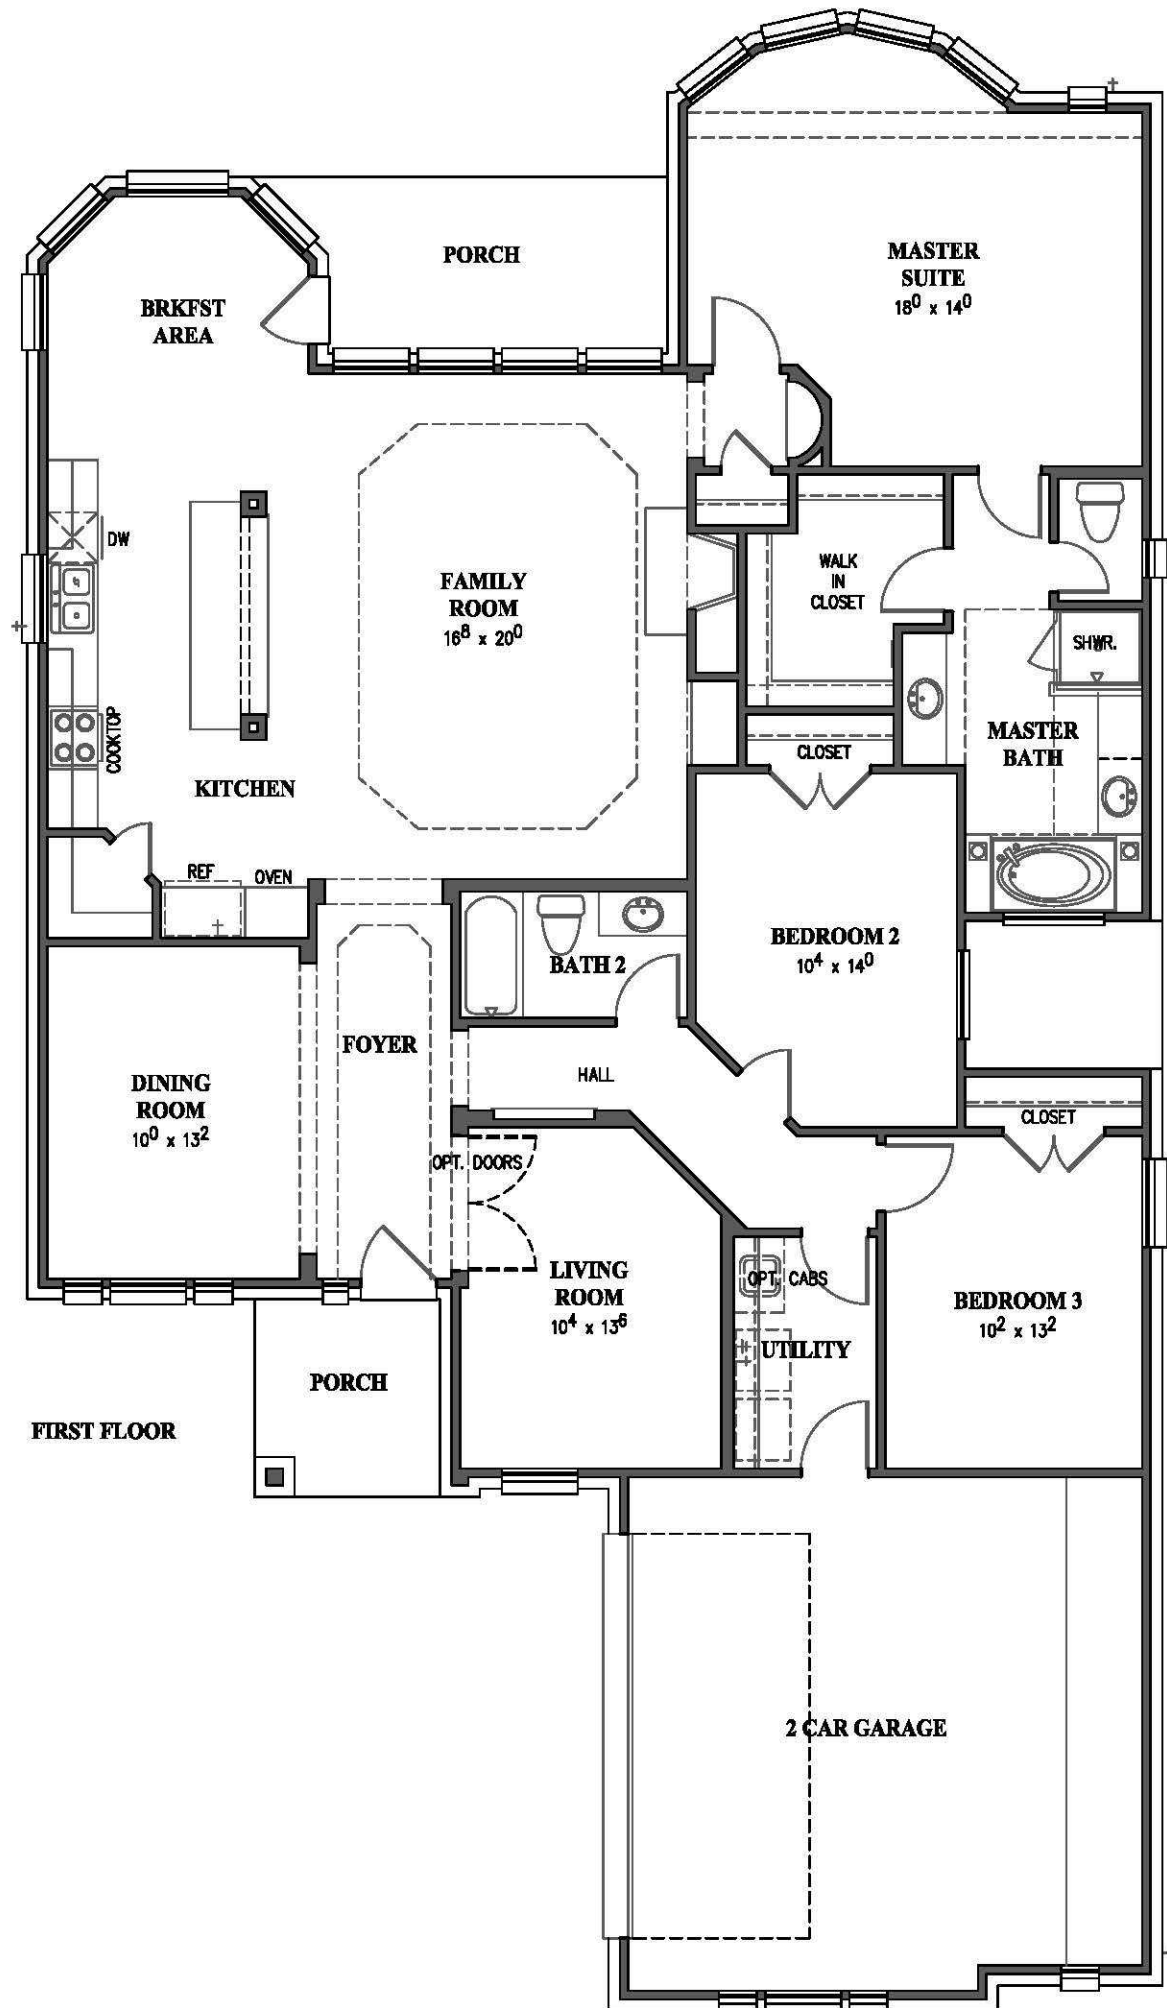 PORCH
MASTER
SUITE
18⁰ x 14⁰
BRKFST
AREA
DW
FAMILY
ROOM
16⁸ x 20⁰
WALK
IN
CLOSET
SHWR.
COOKTOP
KITCHEN
MASTER
BATH
CLOSET
REF
OVEN
BEDROOM 2
10⁴ x 14⁰
BATH 2
FOYER
HALL
DINING
ROOM
10⁰ x 13²
CLOSET
OPT. DOORS
LIVING
ROOM
10⁴ x 13⁶
OPT. CABS
UTILITY
BEDROOM 3
10² x 13²
PORCH
FIRST FLOOR
2 CAR GARAGE